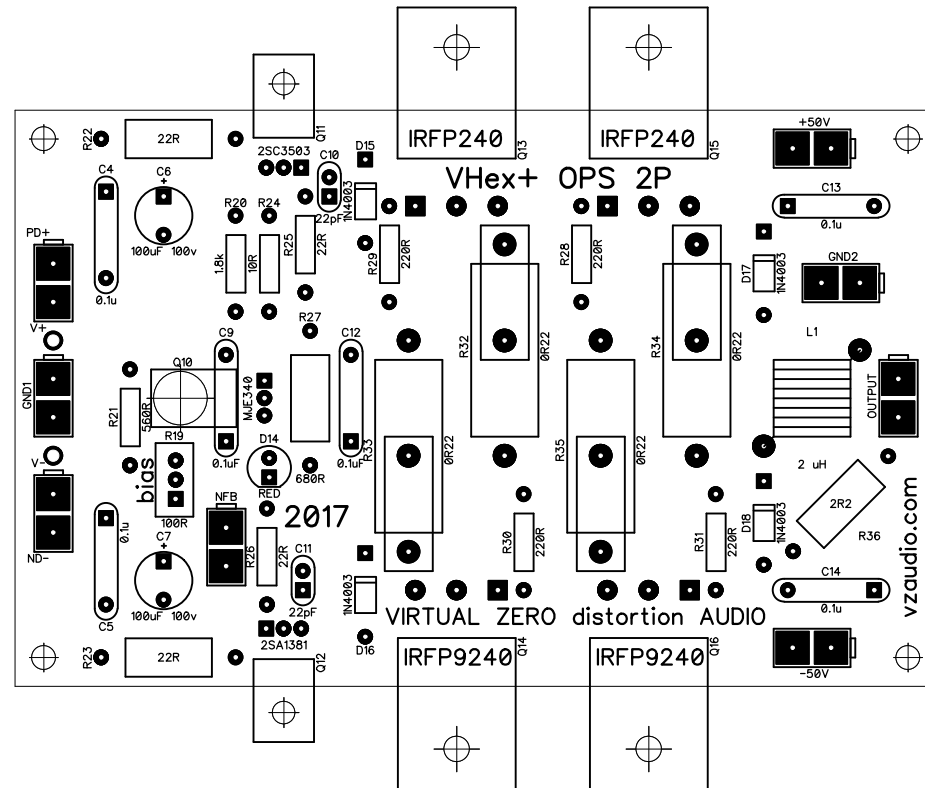 IRFP240
Q13
IRFP240
Q15
Q11
+50V
R22
22R
2SC3503
C10
D15
VHex+ OPS 2P
C4
C6
+
100uF 100v
0.1u
R20
R24
1.8k
10R
R25
22R
22pF
1N4003
R29
220R
R28
220R
C13
0.1u
D17
1N4003
GND2
PD+
V+
GND1
V-
ND-
R27
C9
C12
Q10
R21
560R
MJE340
0.1uF
0.1uF
680R
R32
0R22
R34
0R22
L1
OUTPUT
R19
bias
100R
D14
RED
R33
0R22
R35
0R22
2 uH
2R2
R36
NFB
2017
R26
22R
C11
22pF
R30
220R
R31
220R
D18
1N4003
C14
0.1u
0.1u
C5
C7
+
100uF 100v
1N4003
D16
VIRTUAL ZERO distortion AUDIO
vzaudio.com
R23
22R
2SA1381
Q12
IRFP9240
Q14
IRFP9240
Q16
-50V